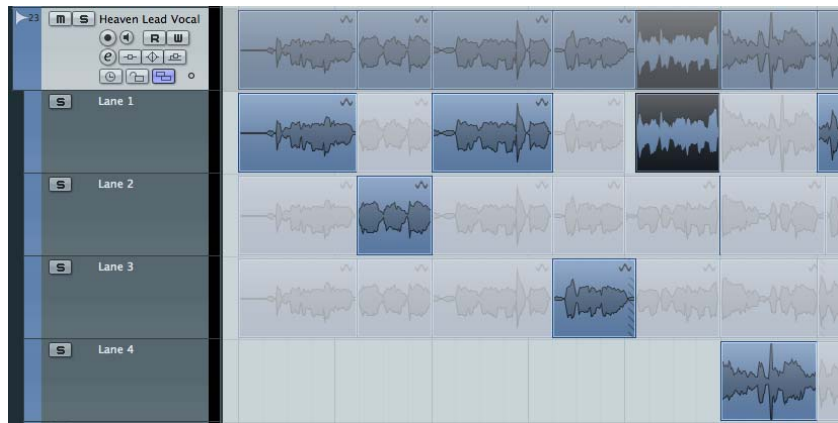 23 M S Heaven Lead Vocal
R W
e
S Lane 1
S Lane 2
S Lane 3
S Lane 4